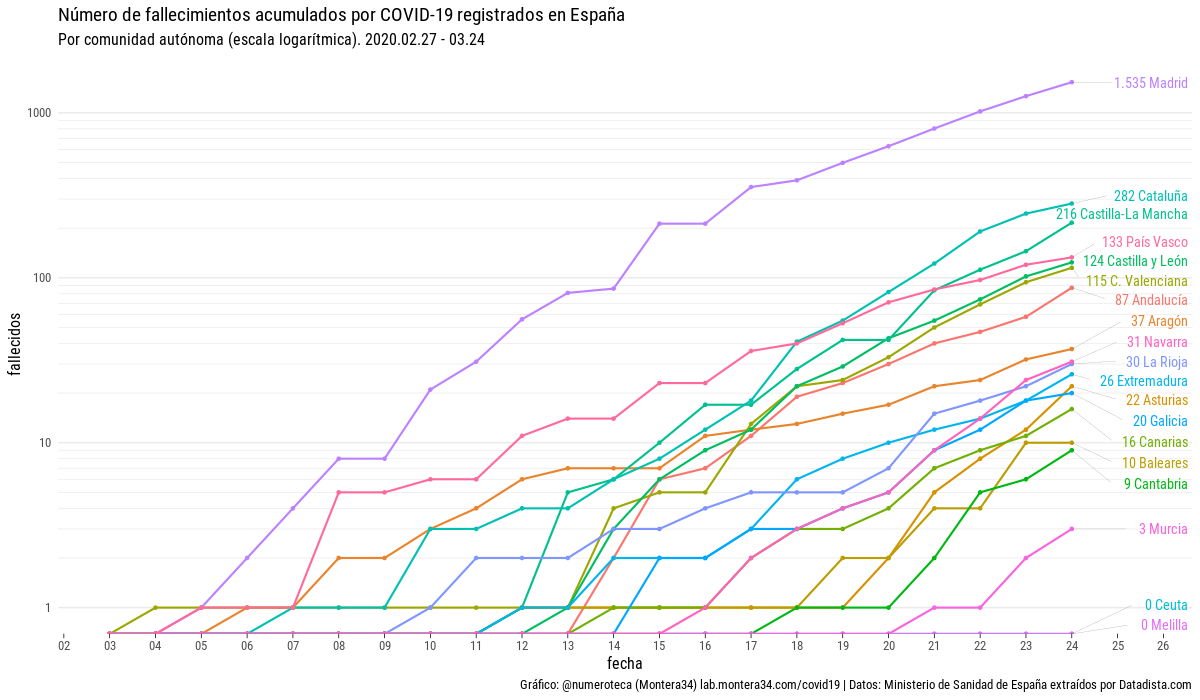 Número de fallecimientos acumulados por COVID-19 registrados en España
Por comunidad autónoma (escala logarítmica). 2020.02.27 - 03.24
1.535 Madrid
1000
282 Cataluña
216 Castilla-La Mancha
133 País Vasco
124 Castilla y León
100
115 C. Valenciana
87 Andalucía
37 Aragón
fallecidos
31 Navarra
30 La Rioja
26 Extremadura
22 Asturias
20 Galicia
10
16 Canarias
10 Baleares
9 Cantabria
3 Murcia
1
0 Ceuta
0 Melilla
02 03 04 05 06 07 08 09 10 11 12 13 14 15 16 17 18 19 20 21 22 23 24 25 26
fecha
Gráfico: @numeroteca (Montera34) lab.montera34.com/covid19 | Datos: Ministerio de Sanidad de España extraídos por Datadista.com